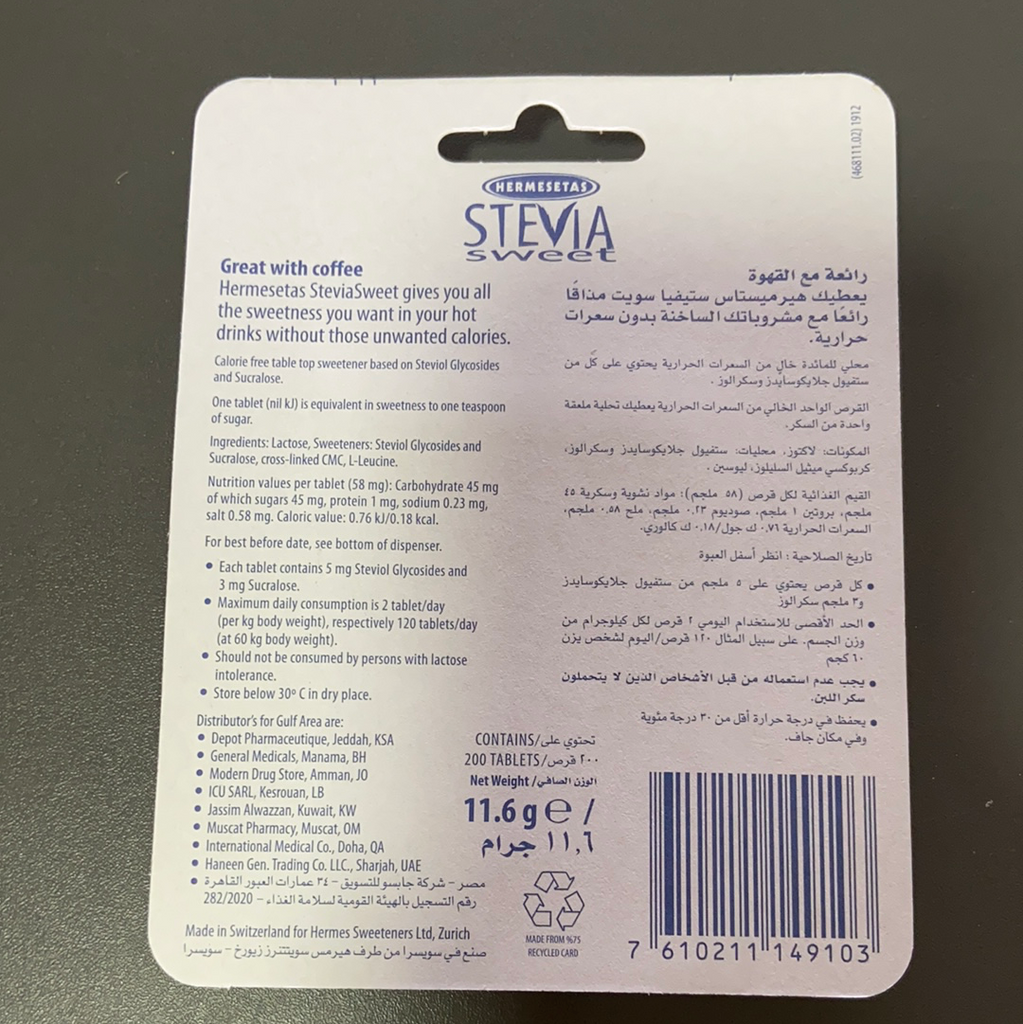 (468111.02) 1912
HERMESETAS
STEVIA
sweet
Great with coffee
Hermesetas SteviaSweet gives you all
the sweetness you want in your hot
drinks without those unwanted calories.
Calorie free table top sweetener based on Steviol Glycosides
and Sucralose.
One tablet (nil kJ) is equivalent in sweetness to one teaspoon
of sugar.
Ingredients: Lactose, Sweeteners: Steviol Glycosides and
Sucralose, cross-linked CMC, L-Leucine.
Nutrition values per tablet (58 mg): Carbohydrate 45 mg
of which sugars 45 mg, protein 1 mg, sodium 0.23 mg,
salt 0.58 mg. Caloric value: 0.76 kJ/0.18 kcal.
For best before date, see bottom of dispenser.
• Each tablet contains 5 mg Steviol Glycosides and
3 mg Sucralose.
• Maximum daily consumption is 2 tablet/day
(per kg body weight), respectively 120 tablets/day
(at 60 kg body weight).
• Should not be consumed by persons with lactose
intolerance.
• Store below 30º C in dry place.
Distributor's for Gulf Area are:
• Depot Pharmaceutique, Jeddah, KSA
• General Medicals, Manama, BH
• Modern Drug Store, Amman, JO
• ICU SARL, Kesrouan, LB
• Jassim Alwazzan, Kuwait, KW
• Muscat Pharmacy, Muscat, OM
• International Medical Co., Doha, QA
• Haneen Gen. Trading Co. LLC., Sharjah, UAE
• مصر - شركة جابسو للتسويق - ٣٤ عمارات العبور القاهرة
رقم التسجيل بالهيئة القومية لسلامة الغذاء - 282/2020
Made in Switzerland for Hermes Sweeteners Ltd, Zurich
صنع في سويسرا من طرف هيرمس سويتنرز زيورخ - سويسرا
رائعة مع القهوة
يعطيك هيرميستاس ستيفيا سويت مذاقًا
رائعًا مع مشروباتك الساخنة بدون سعرات
حرارية.
محلي للمائدة خالٍ من السعرات الحرارية يحتوي على كلٍ من
ستفيول جلايكوسايدز وسكرالوز.
القرص الواحد الخالي من السعرات الحرارية يعطيك تحلية ملعقة
واحدة من السكر.
المكونات: لاكتوز، محليات: ستفيول جلايكوسايدز وسكرالوز،
كربوكسي ميثيل السليلوز، ليوسين.
القيم الغذائية لكل قرص (٥٨ ملجم): مواد نشوية وسكرية ٤٥
ملجم، بروتين ١ ملجم، صوديوم ٠.٢٣ ملجم، ملح ٠.٥٨ ملجم،
السعرات الحرارية ٠.٧٦ ك جول/٠.١٨ ك كالوري.
تأريخ الصلاحية: انظر أسفل العبوة
• كل قرص يحتوي على ٥ ملجم من ستفيول جلايكوسايدز
و٣ ملجم سكرالوز
• الحد الأقصى للاستخدام اليومي ٢ قرص لكل كيلوجرام من
وزن الجسم. على سبيل المثال ١٢٠ قرص/اليوم لشخص يزن
٦٠ كجم
• يجب عدم استعماله من قبل الأشخاص الذين لا يتحملون
سكر اللبن.
• يحفظ في درجة حرارة أقل من ٣٠ درجة مئوية
وفي مكان جاف.
CONTAINS/تحتوي على
200 TABLETS/٢٠٠ قرص
Net Weight/الوزن الصافي
11.6 g ℮ /
١١,٦ جرام
MADE FROM %75
RECYCLED CARD
7 610211 149103